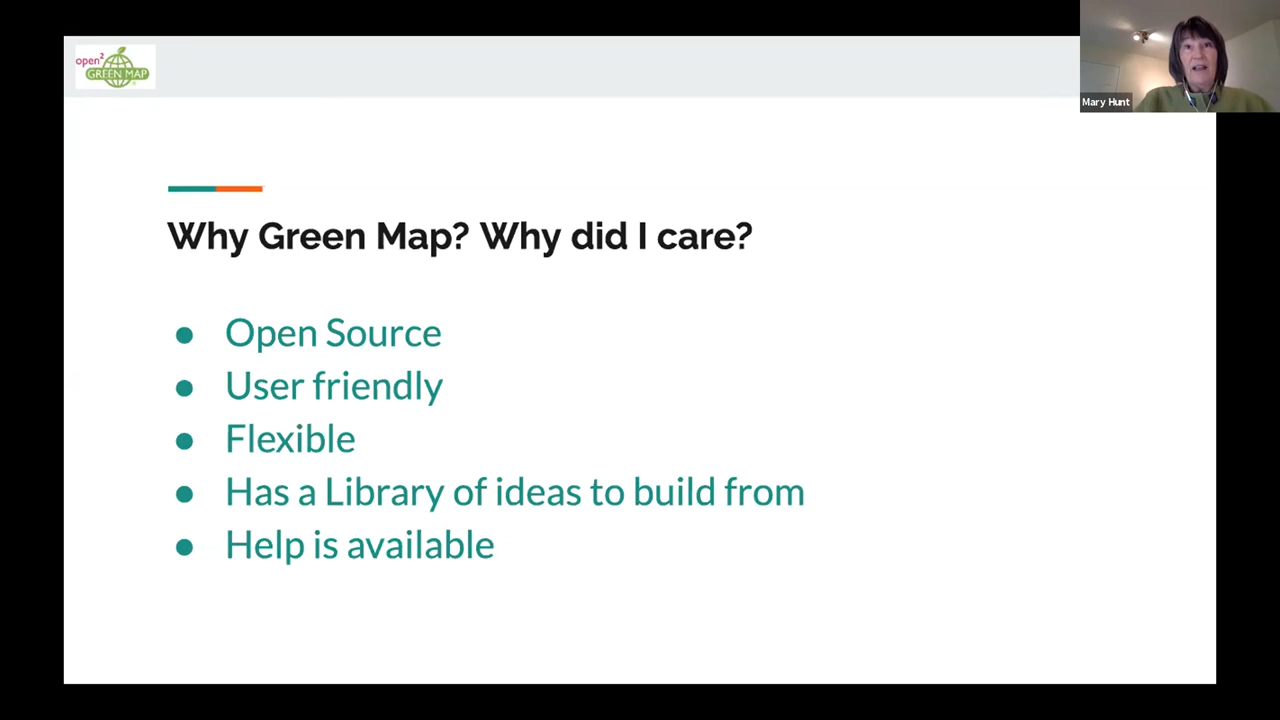 open²
GREEN MAP
Mary Hunt
Why Green Map? Why did I care?
● Open Source
● User friendly
● Flexible
● Has a Library of ideas to build from
● Help is available